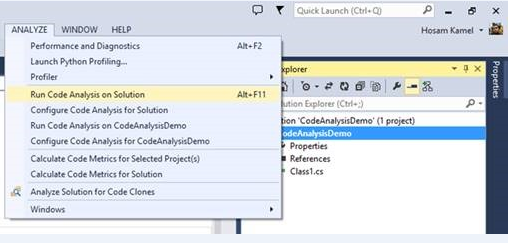 Quick Launch (Ctrl+Q)
ANALYZE WINDOW HELP
Hosam Kamel
Performance and Diagnostics Alt+F2
Launch Python Profiling...
Profiler
Run Code Analysis on Solution Alt+F11
Configure Code Analysis for Solution
Run Code Analysis on CodeAnalysisDemo
Configure Code Analysis for CodeAnalysisDemo
Calculate Code Metrics for Selected Project(s)
Calculate Code Metrics for Solution
Analyze Solution for Code Clones
Windows
xplorer
ution Explorer (Ctrl+;)
tion 'CodeAnalysisDemo' (1 project)
odeAnalysisDemo
Properties
References
Class1.cs
Properties